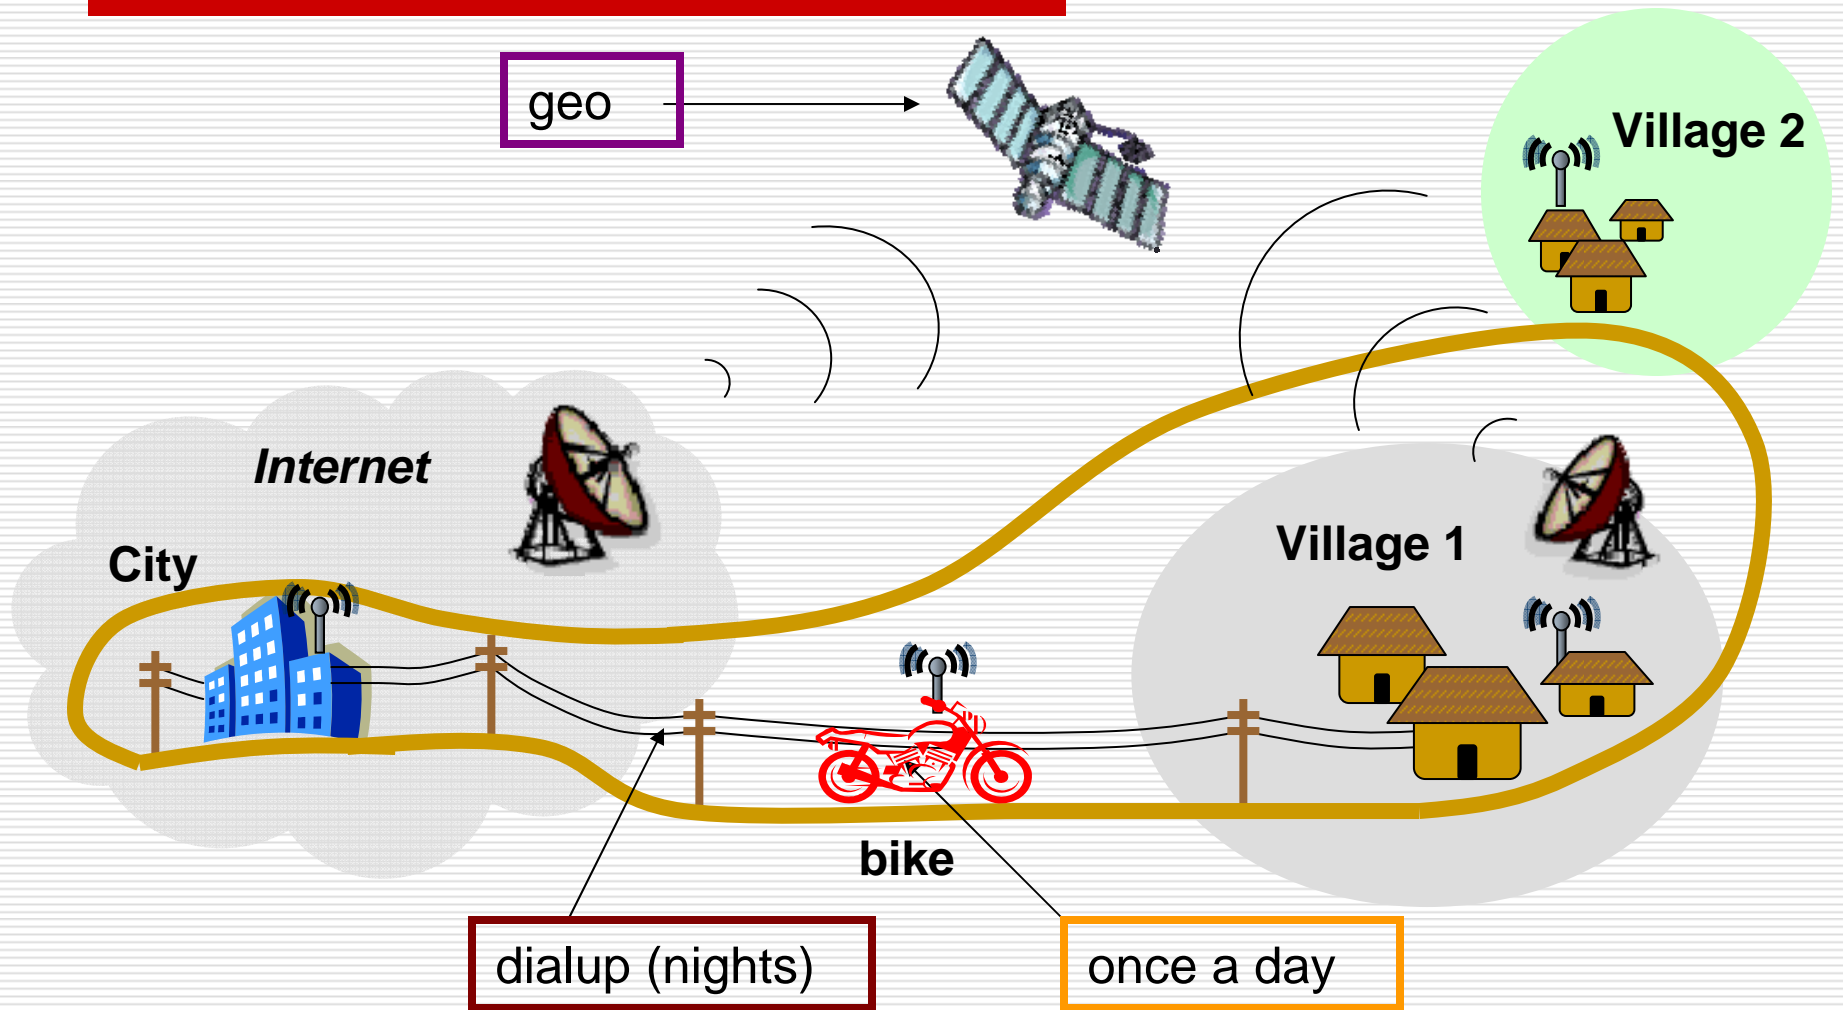 geo
Village 2
Internet
City
Village 1
bike
dialup (nights)
once a day